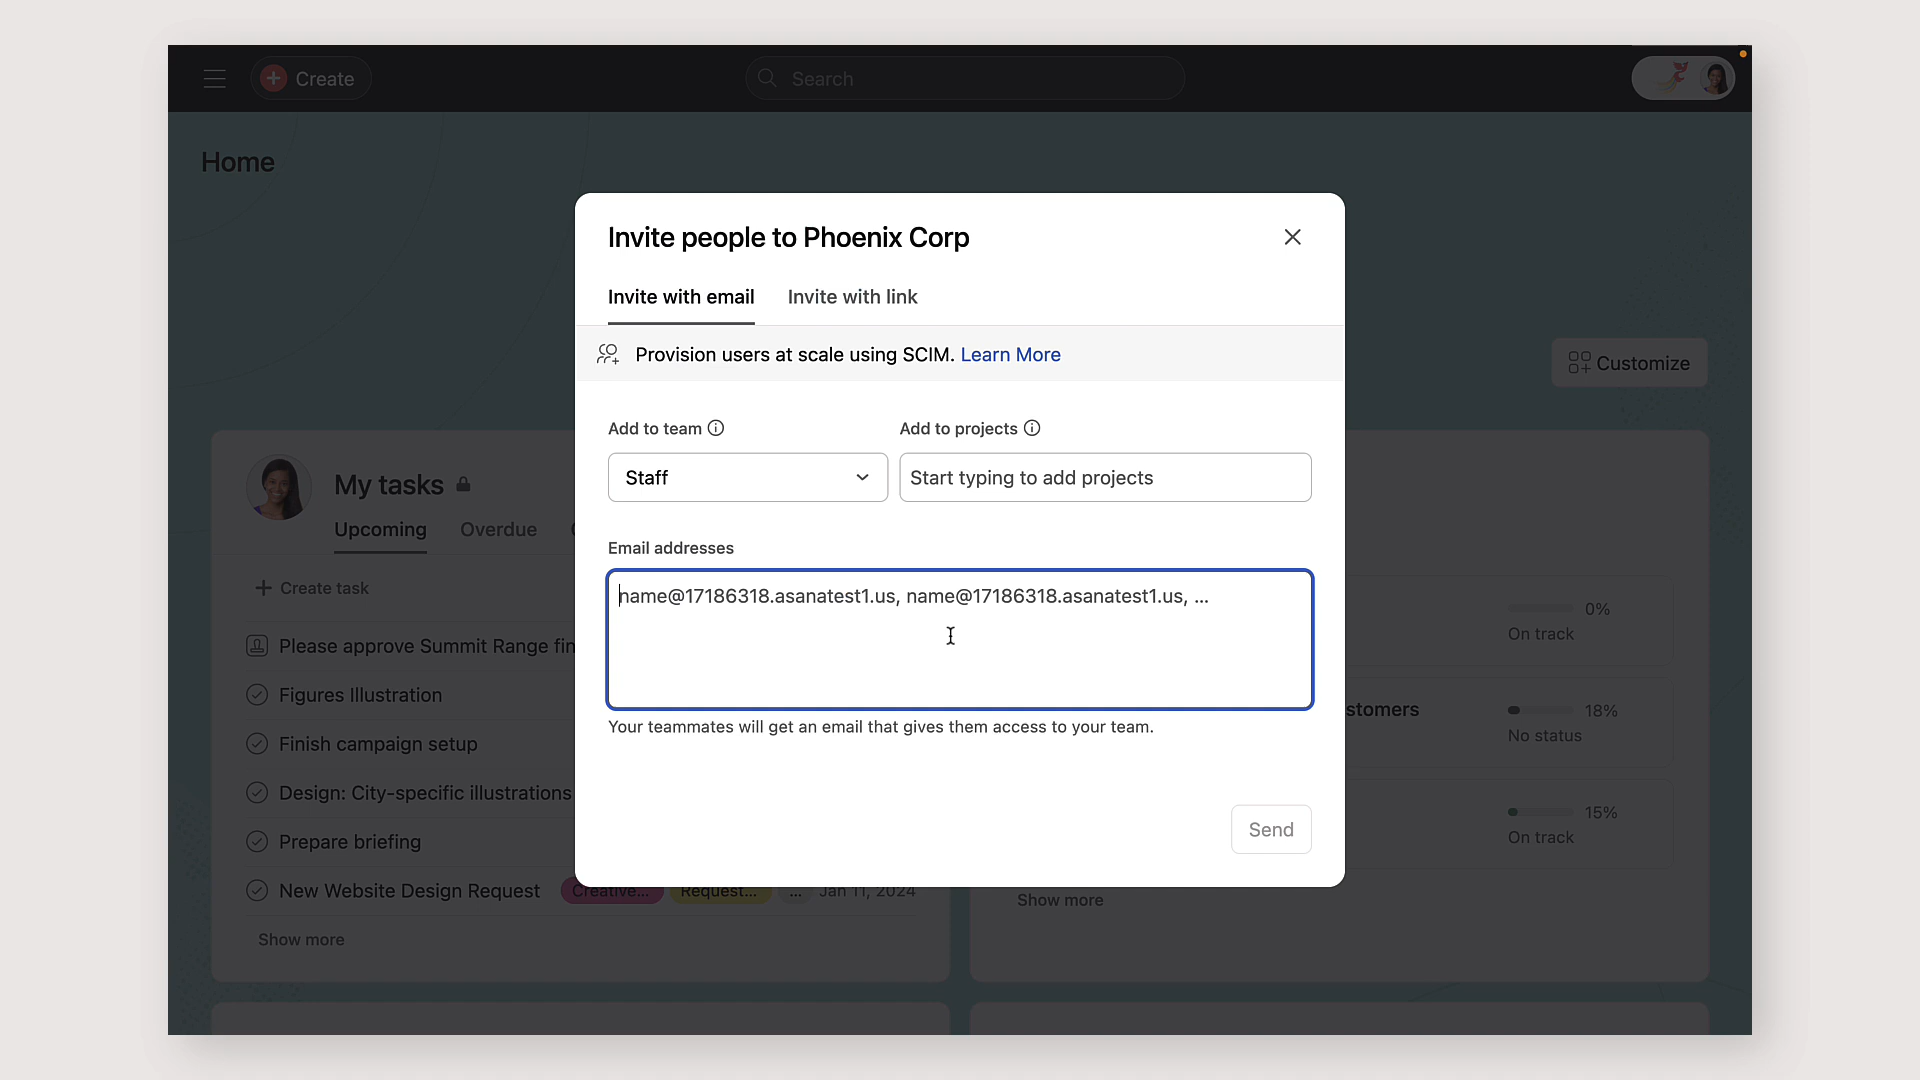 Create
Search
Home
Invite people to Phoenix Corp
Invite with email
Invite with link
Provision users at scale using SCIM. Learn More
Customize
Add to team
Add to projects
Staff
Start typing to add projects
My tasks
Upcoming
Overdue
Email addresses
Create task
name@17186318.asanatest1.us, name@17186318.asanatest1.us, ...
0%
On track
Please approve Summit Range fin
Figures Illustration
stomers
18%
No status
Your teammates will get an email that gives them access to your team.
Finish campaign setup
Design: City-specific illustrations
15%
On track
Send
Prepare briefing
New Website Design Request
Creative...
Request...
...
Jan 11, 2024
Show more
Show more